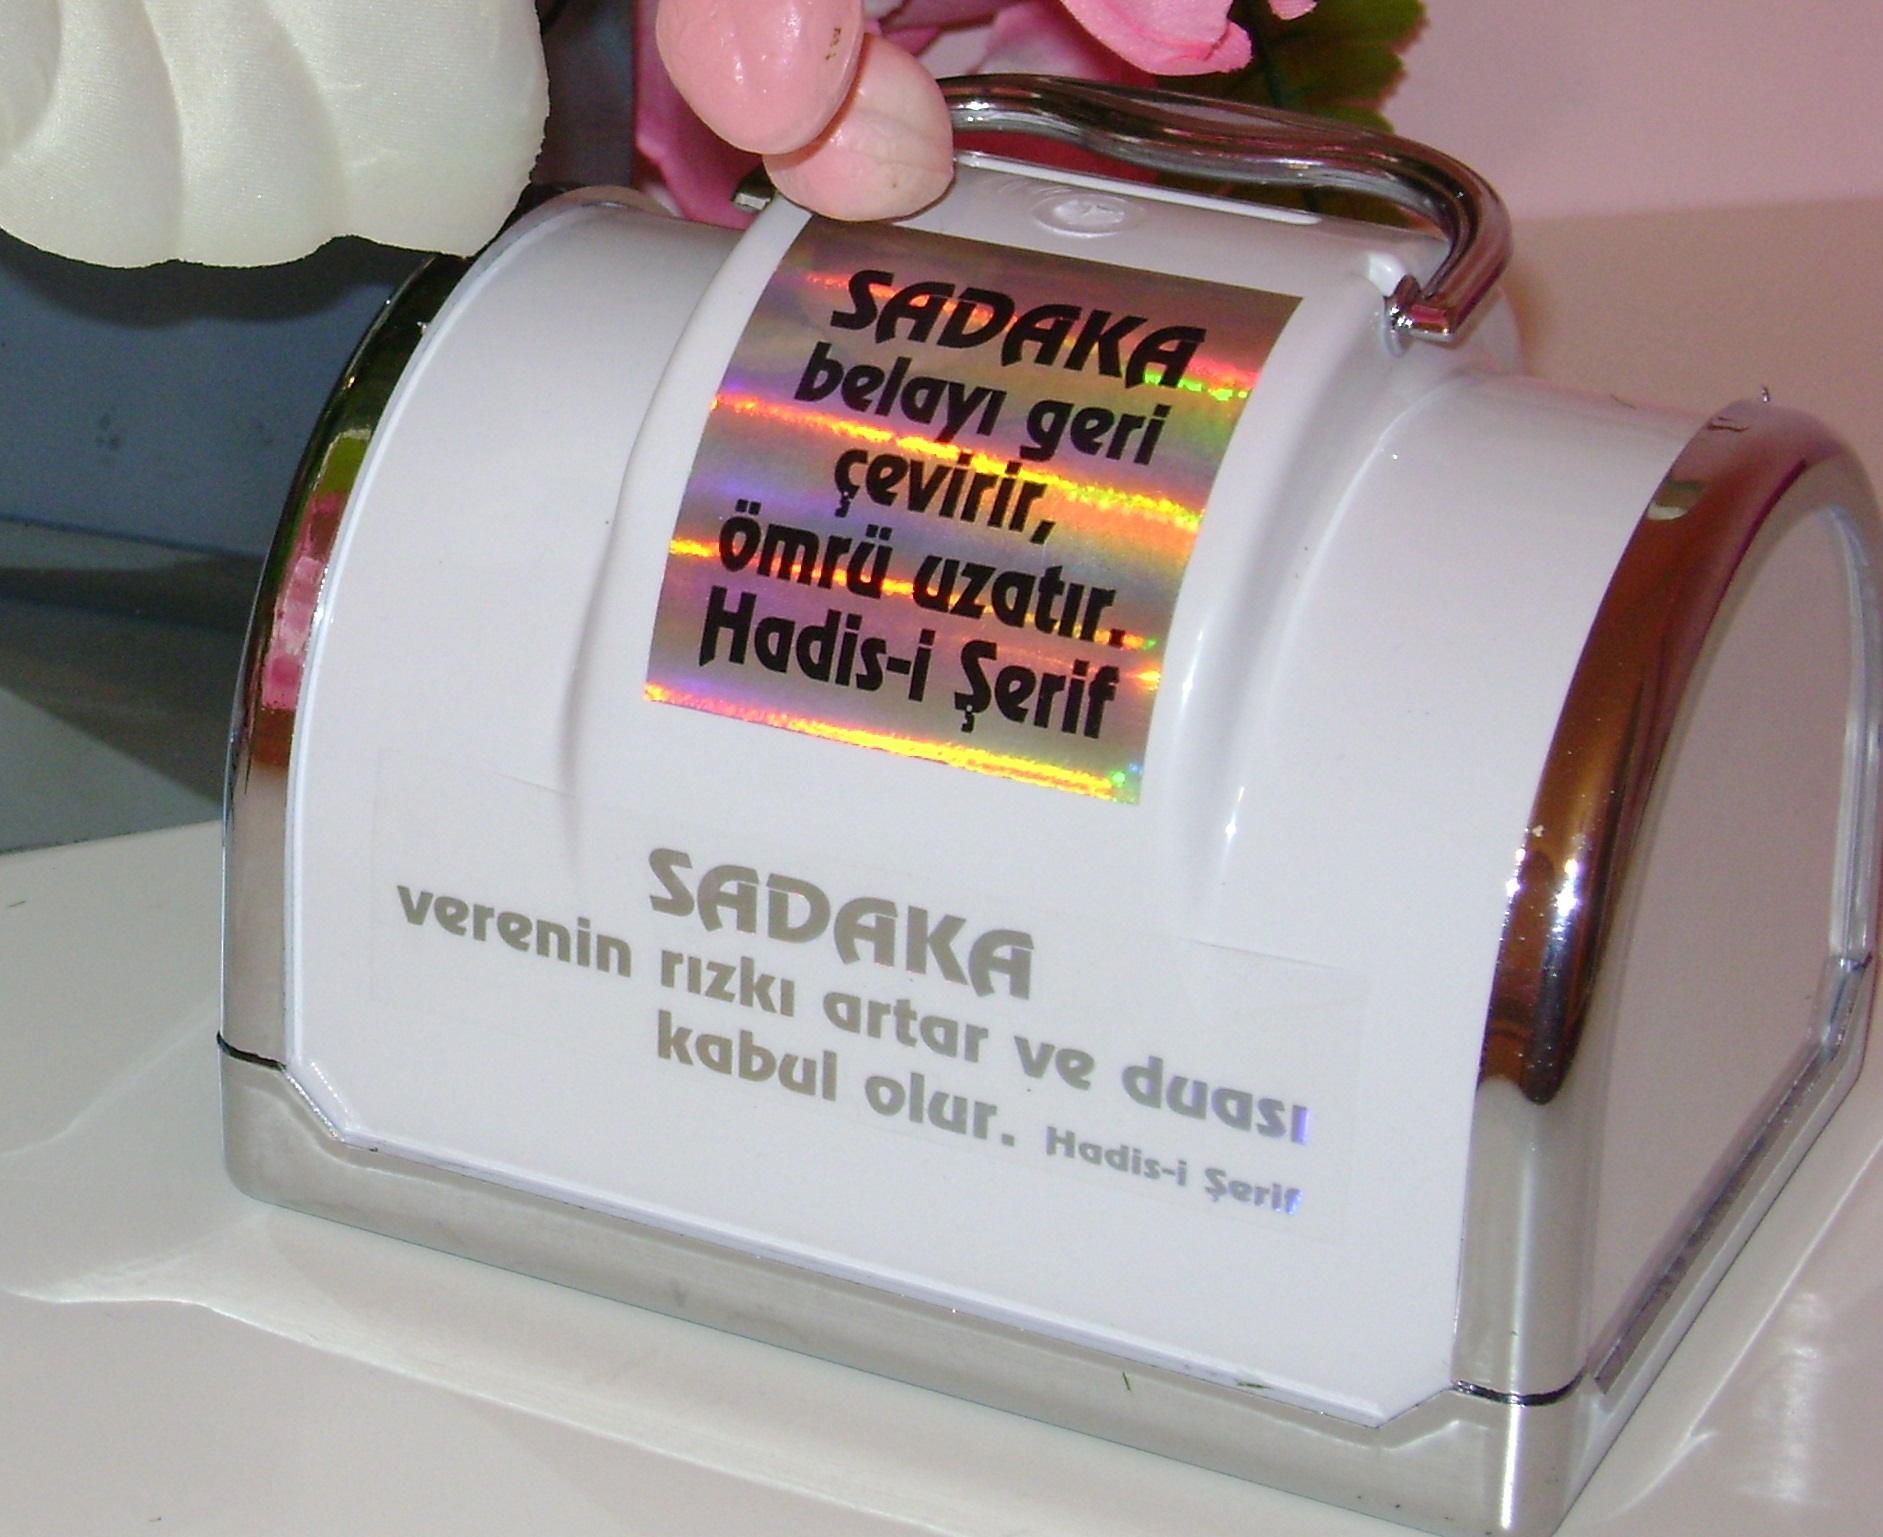 SADAKA
belayı geri
çevirir,
ömrü uzatır.
Hadis-i Şerif
SADAKA
verenin rızkı artar ve duası
kabul olur. Hadis-i Şerif